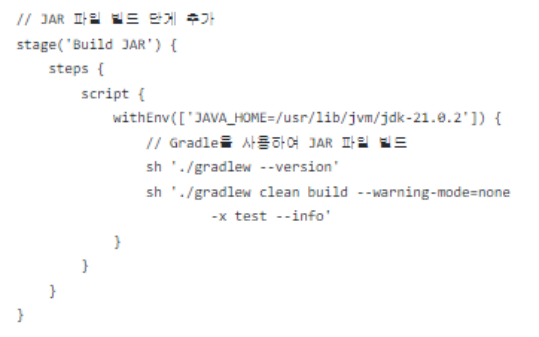 // JAR 파일 빌드 단계 추가
stage('Build JAR') {
    steps {
        script {
            withEnv(['JAVA_HOME=/usr/lib/jvm/jdk-21.0.2']) {
                // Gradle을 사용하여 JAR 파일 빌드
                sh './gradlew --version'
                sh './gradlew clean build --warning-mode=none
                        -x test --info'
            }
        }
    }
}